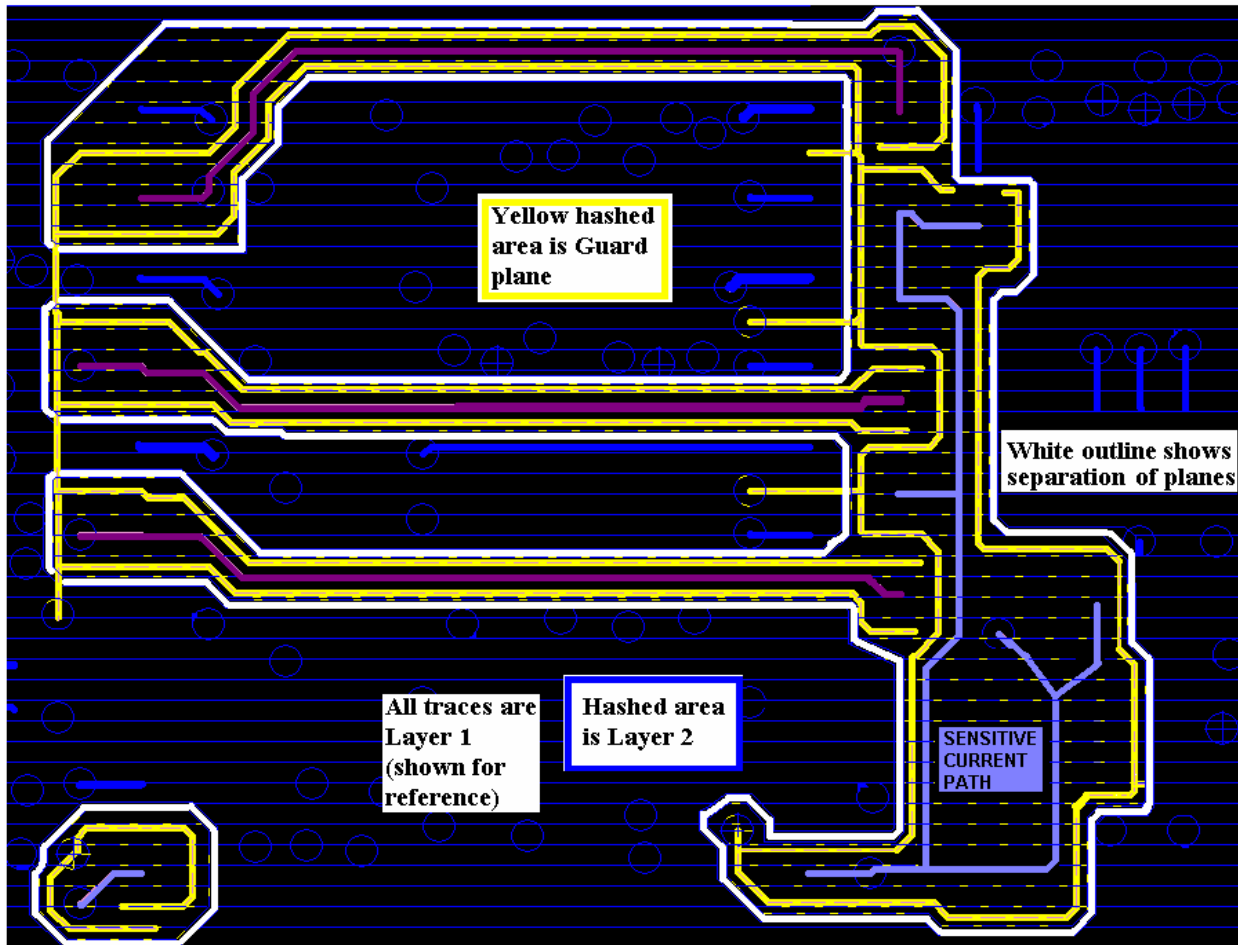 Yellow hashed
area is Guard
plane
White outline shows
separation of planes
All traces are
Layer 1
(shown for
reference)
Hashed area
is Layer 2
SENSITIVE
CURRENT
PATH